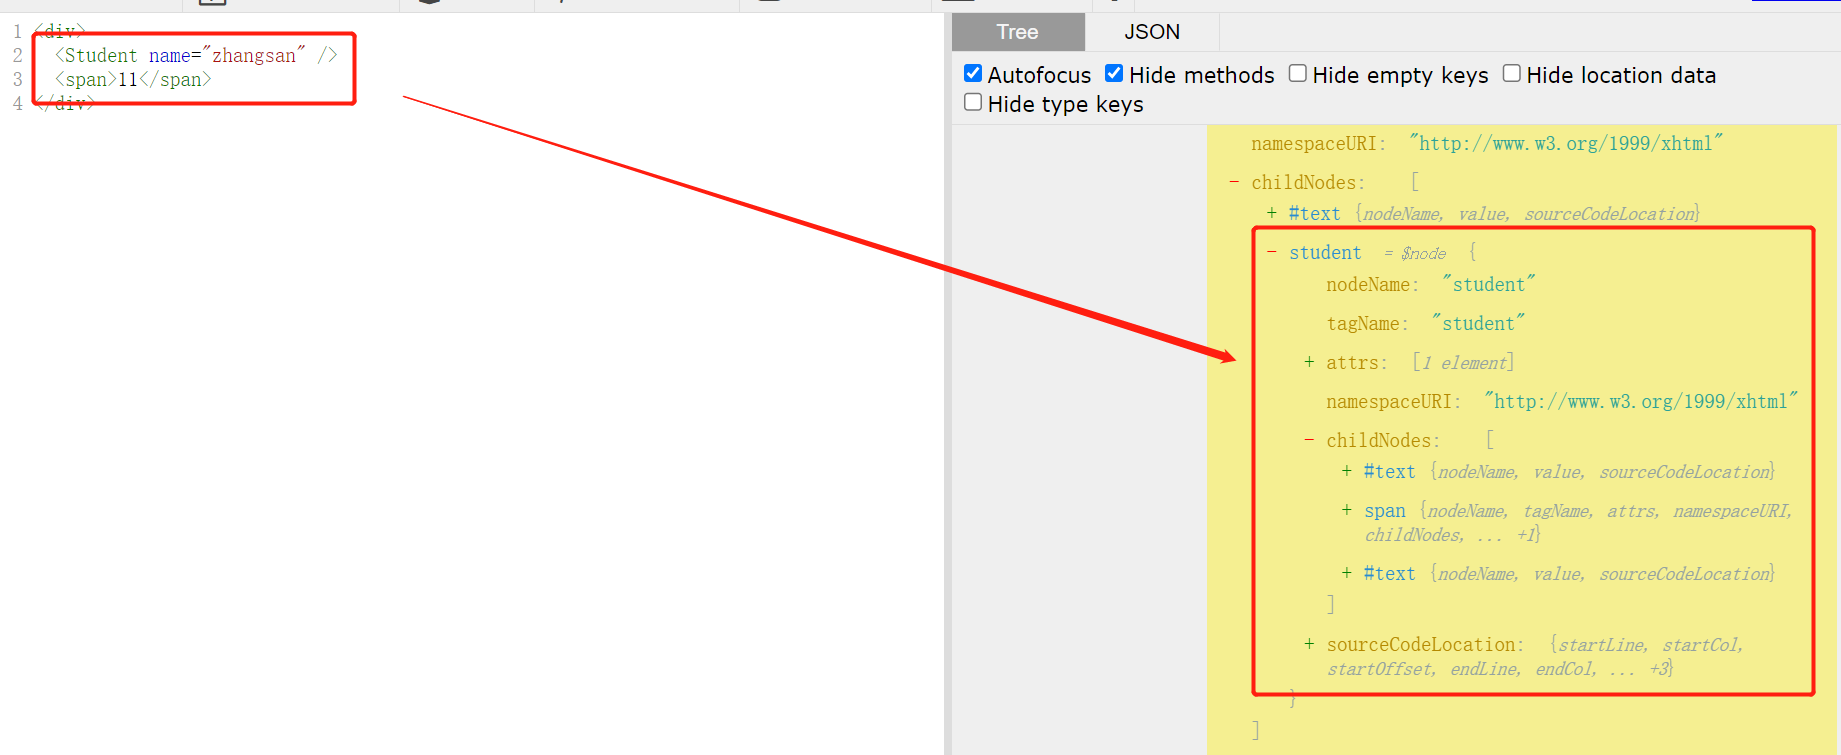 1 <div>
2 <Student name="zhangsan" />
3 <span>11</span>
4 </div>
Tree JSON
Autofocus Hide methods Hide empty keys Hide location data
Hide type keys
namespaceURI: "http://www.w3.org/1999/xhtml"
- childNodes: [
+ #text {nodeName, value, sourceCodeLocation}
- student = $node {
nodeName: "student"
tagName: "student"
+ attrs: [1 element]
namespaceURI: "http://www.w3.org/1999/xhtml"
- childNodes: [
+ #text {nodeName, value, sourceCodeLocation}
+ span {nodeName, tagName, attrs, namespaceURI,
childNodes, ... +1}
+ #text {nodeName, value, sourceCodeLocation}
]
+ sourceCodeLocation: {startLine, startCol,
startOffset, endLine, endCol, ... +3}
}
]